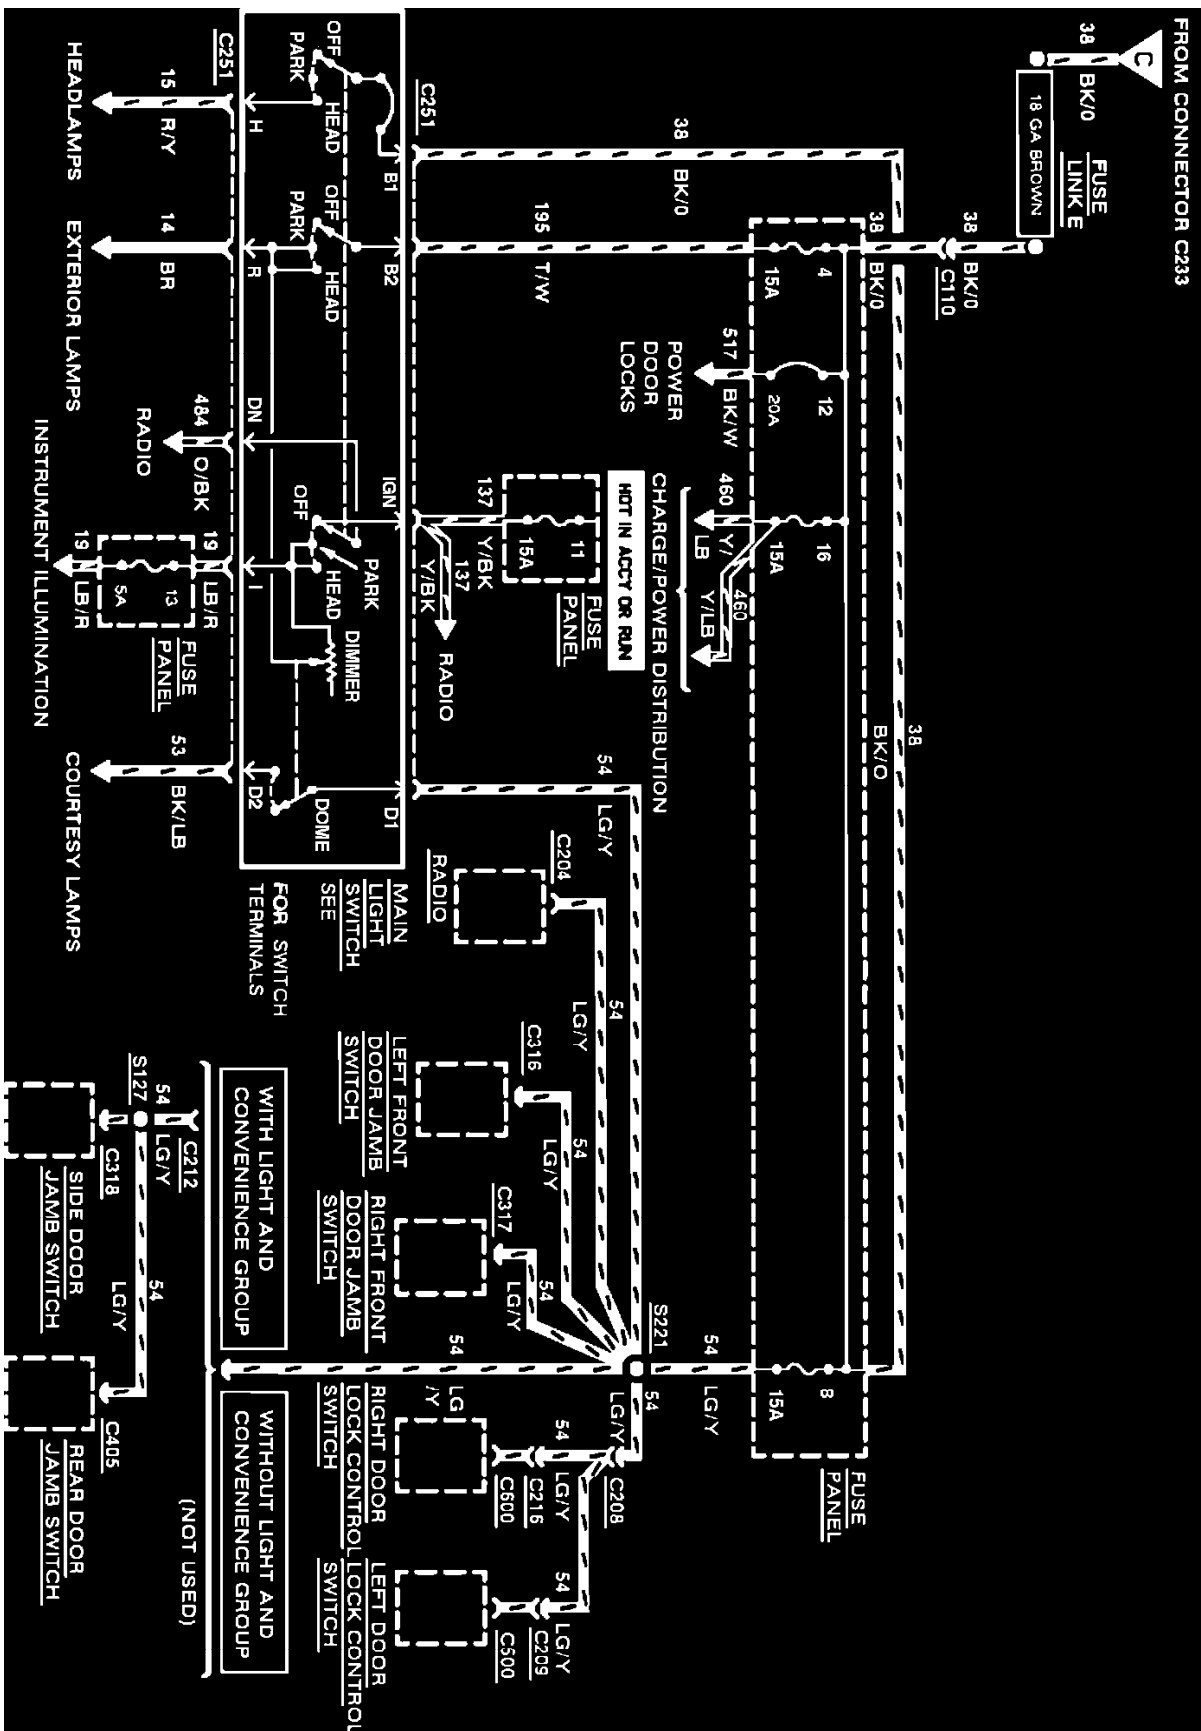 FROM CONNECTOR C233
C
38
BK/O
18 GA BROWN
FUSE
LINK E
38
BK/O
C110
38
BK/O
38
BK/O
FUSE
PANEL
4
15A
12
20A
16
15A
8
15A
195
T/W
517
BK/W
POWER
DOOR
LOCKS
460
Y/
LB
460
Y/LB
CHARGE/POWER DISTRIBUTION
HOT IN ACCY OR RUN
11
15A
FUSE
PANEL
137
Y/BK
137
Y/BK
RADIO
38
BK/O
54
LG/Y
S221
54
LG/Y
54
LG/Y
C208
54
LG/Y
C216
C600
RIGHT DOOR
LOCK CONTROL
SWITCH
54
LG/Y
C209
C500
LEFT DOOR
LOCK CONTROL
SWITCH
C204
RADIO
54
LG/Y
C316
54
LG/Y
LEFT FRONT
DOOR JAMB
SWITCH
C317
54
LG/Y
RIGHT FRONT
DOOR JAMB
SWITCH
54
LG
/Y
C251
B1
B2
IGN
D1
OFF
PARK
HEAD
OFF
PARK
HEAD
OFF
PARK
HEAD
DIMMER
DOME
H
R
DN
I
D2
C251
MAIN
LIGHT
SWITCH
SEE
FOR SWITCH
TERMINALS
15
R/Y
HEADLAMPS
14
BR
EXTERIOR LAMPS
484
O/BK
RADIO
19
LB/R
13
5A
FUSE
PANEL
19
LB/R
INSTRUMENT ILLUMINATION
53
BK/LB
COURTESY LAMPS
WITH LIGHT AND
CONVENIENCE GROUP
WITHOUT LIGHT AND
CONVENIENCE GROUP
(NOT USED)
C212
54
LG/Y
S127
C318
SIDE DOOR
JAMB SWITCH
54
LG/Y
C405
REAR DOOR
JAMB SWITCH